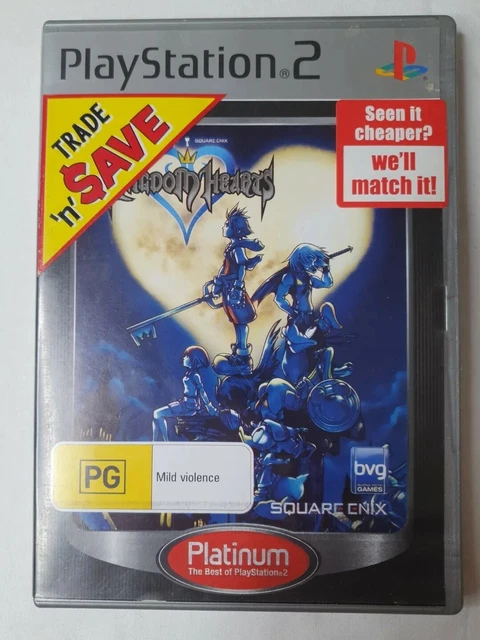 PlayStation®2
TRADE
'n'
$AVE
Seen it
cheaper?
we'll
match it!
SQUARE ENIX
KINGDOM HEARTS
PG
Mild violence
bvg
GAMES
SQUARE ENIX
Platinum
The Best of PlayStation®2